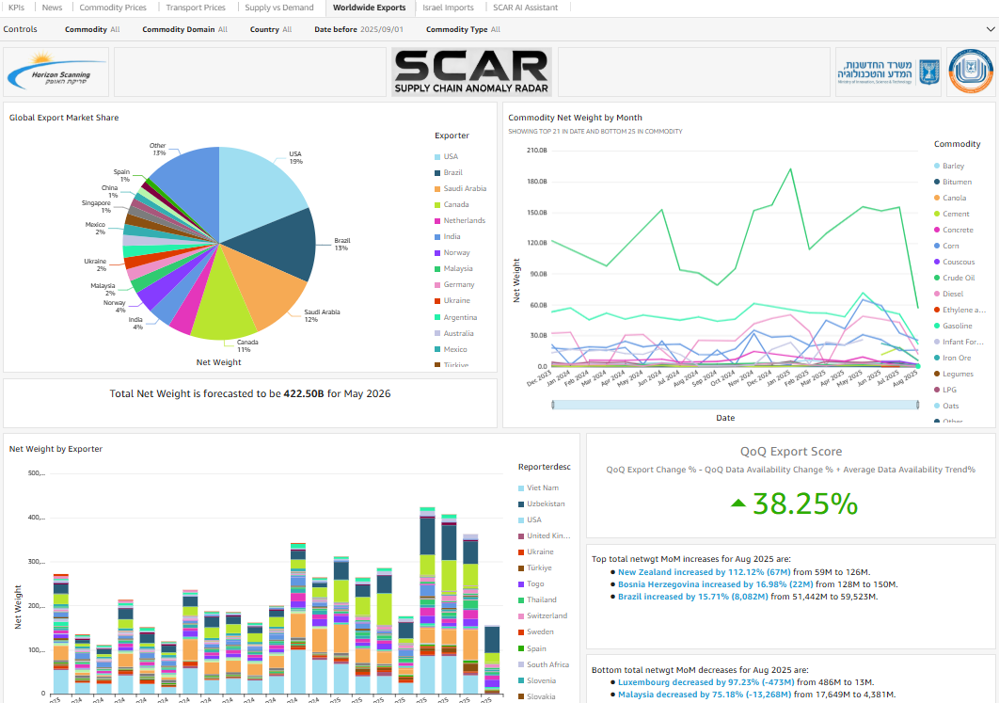 KPIs News Commodity Prices Transport Prices Supply vs Demand Worldwide Exports Israel Imports SCAR AI Assistant
Controls Commodity All Commodity Domain All Country All Date before 2025/09/01 Commodity Type All
Horizon Scanning
סריקת האופק
SCAR
SUPPLY CHAIN ANOMALY RADAR
משרד החדשנות,
המדע והטכנולוגיה
Ministry of Innovation, Science & Technology
Global Export Market Share
Other
13%
USA
19%
Spain
1%
China
1%
Singapore
1%
Mexico
2%
Ukraine
2%
Malaysia
2%
Norway
4%
India
4%
Canada
11%
Saudi Arabia
12%
Brazil
13%
Net Weight
Exporter
USA
Brazil
Saudi Arabia
Canada
Netherlands
India
Norway
Malaysia
Germany
Ukraine
Argentina
Australia
Mexico
Türkiye
Commodity Net Weight by Month
SHOWING TOP 21 IN DATE AND BOTTOM 25 IN COMMODITY
Net Weight
210.0B
180.0B
150.0B
120.0B
90.0B
60.0B
30.0B
0.0
Dec 2023 Jan 2024 Feb 2024 Mar 2024 Apr 2024 May 2024 Jun 2024 Jul 2024 Aug 2024 Sep 2024 Oct 2024 Nov 2024 Dec 2024 Jan 2025 Feb 2025 Mar 2025 Apr 2025 May 2025 Jun 2025 Jul 2025 Aug 2025
Date
Commodity
Barley
Bitumen
Canola
Cement
Concrete
Corn
Couscous
Crude Oil
Diesel
Ethylene a...
Gasoline
Infant For...
Iron Ore
Legumes
LPG
Oats
Other
Total Net Weight is forecasted to be 422.50B for May 2026
Net Weight by Exporter
Net Weight
500,...
400,...
300,...
200,...
100,...
0
Reporterdesc
Viet Nam
Uzbekistan
USA
United Kin...
Ukraine
Türkiye
Togo
Thailand
Switzerland
Sweden
Spain
South Africa
Slovenia
Slovakia
QoQ Export Score
QoQ Export Change % - QoQ Data Availability Change % + Average Data Availability Trend%
38.25%
Top total netwgt MoM increases for Aug 2025 are:
● New Zealand increased by 112.12% (67M) from 59M to 126M.
● Bosnia Herzegovina increased by 16.98% (22M) from 128M to 150M.
● Brazil increased by 15.71% (8,082M) from 51,442M to 59,523M.
Bottom total netwgt MoM decreases for Aug 2025 are:
● Luxembourg decreased by 97.23% (-473M) from 486M to 13M.
● Malaysia decreased by 75.18% (-13,268M) from 17,649M to 4,381M.